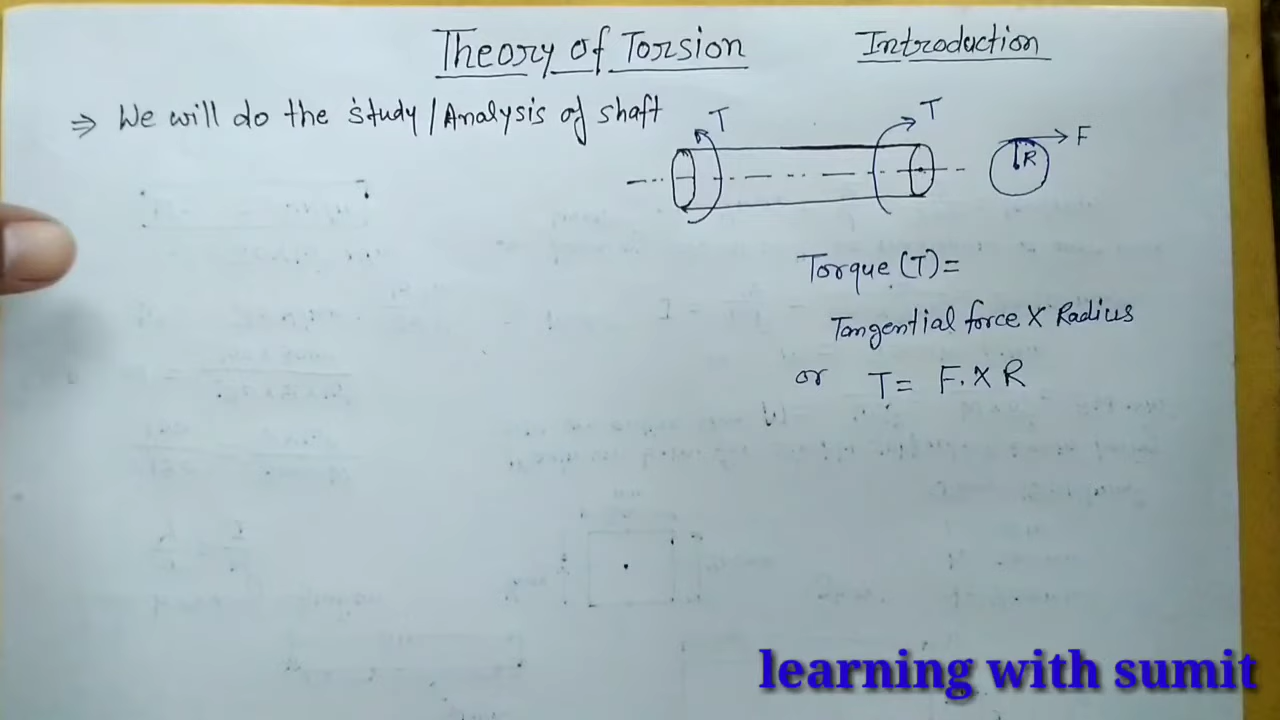 Theory of Torsion Introduction
⇒ We will do the study/Analysis of shaft
T T
F
R
Torque (T) =
Tangential force X Radius
or T = F. X R
learning with sumit